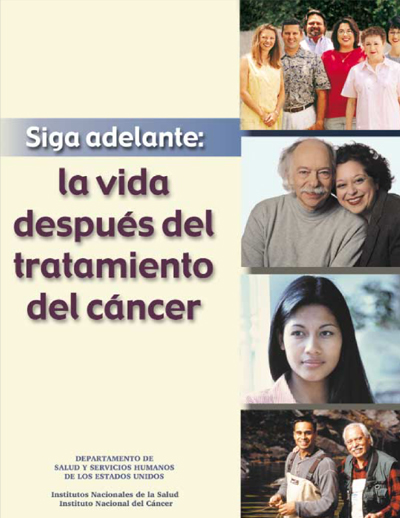 Siga adelante:
la vida
después del
tratamiento
del cáncer
DEPARTAMENTO DE
SALUD Y SERVICIOS HUMANOS
DE LOS ESTADOS UNIDOS
Institutos Nacionales de la Salud
Instituto Nacional del Cáncer